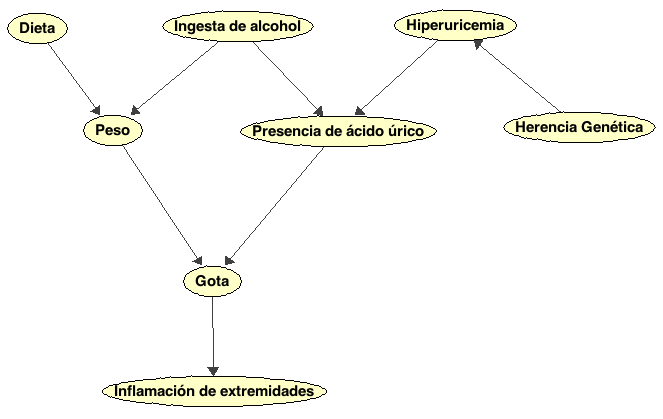 Dieta
Ingesta de alcohol
Hiperuricemia
Peso
Presencia de ácido úrico
Herencia Genética
Gota
Inflamación de extremidades